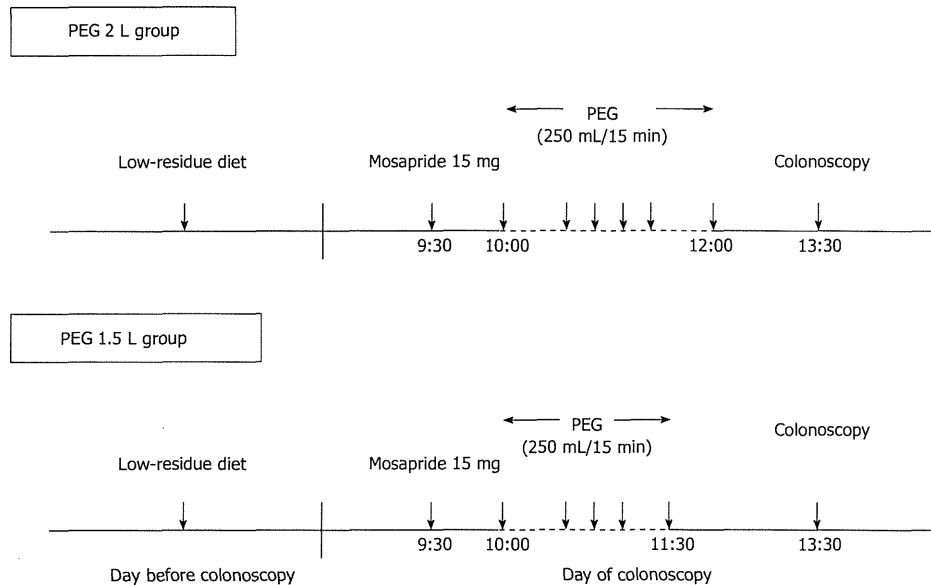 PEG 2 L group
PEG
(250 mL/15 min)
Low-residue diet
Mosapride 15 mg
Colonoscopy
9:30
10:00
12:00
13:30
PEG 1.5 L group
PEG
(250 mL/15 min)
Colonoscopy
Low-residue diet
Mosapride 15 mg
9:30
10:00
11:30
13:30
Day before colonoscopy
Day of colonoscopy